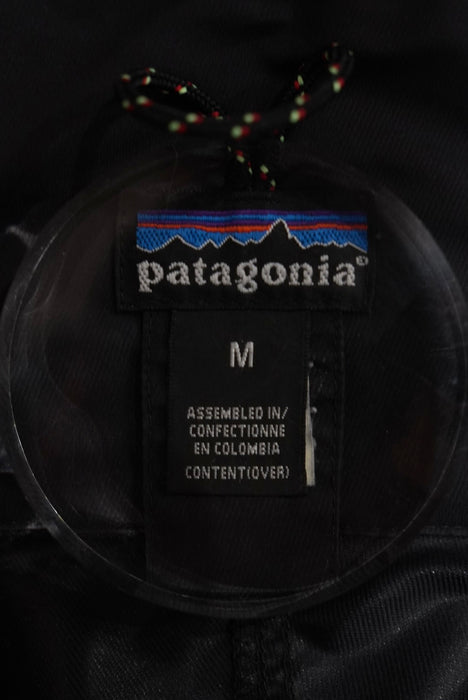 patagonia®
M
ASSEMBLED IN/
CONFECTIONNE
EN COLOMBIA
CONTENT(OVER)